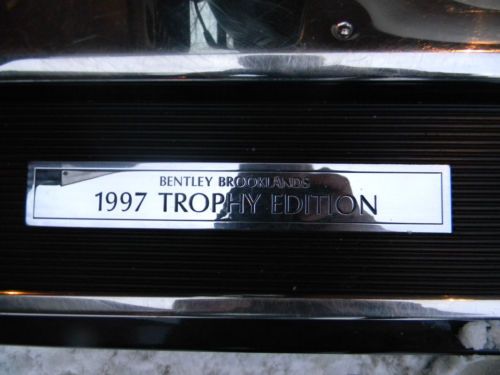 BENTLEY BROOKLANDS
1997 TROPHY EDITION